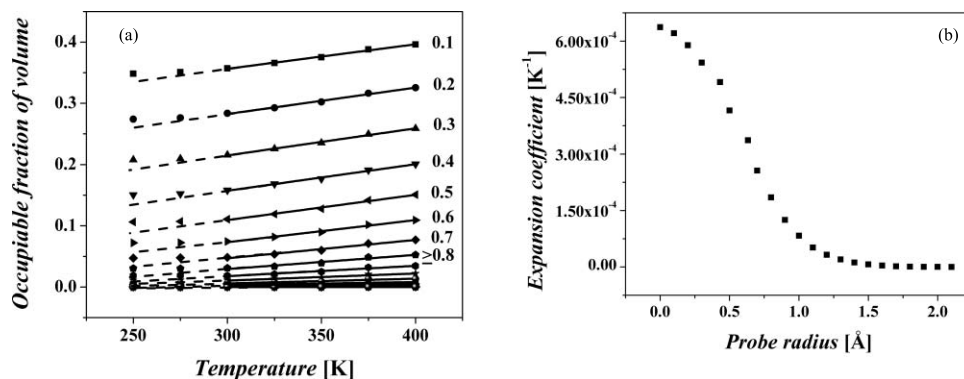 (a)
Occupiable fraction of volume
0.4
0.3
0.2
0.1
0.0
0.1
0.2
0.3
0.4
0.5
0.6
0.7
≥0.8
250
275
300
325
350
375
400
Temperature [K]
(b)
Expansion coefficient [K⁻¹]
6.00x10⁻⁴
4.50x10⁻⁴
3.00x10⁻⁴
1.50x10⁻⁴
0.00
0.0
0.5
1.0
1.5
2.0
Probe radius [Å]